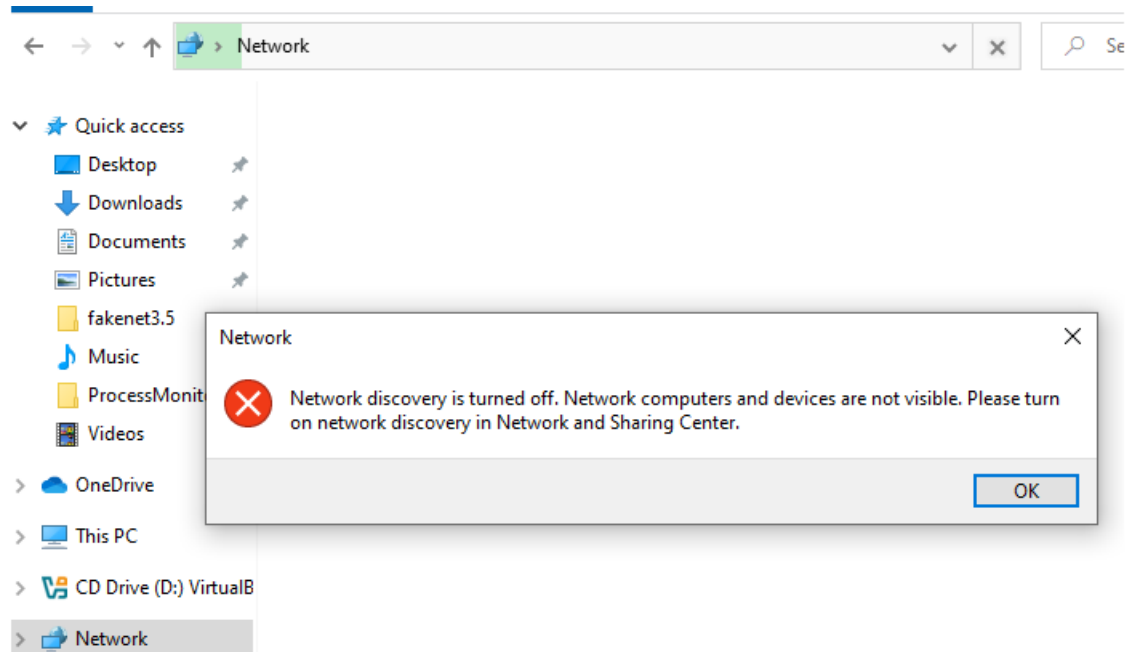 Network
Se
Quick access
Desktop
Downloads
Documents
Pictures
fakenet3.5
Music
ProcessMonit
Videos
OneDrive
This PC
CD Drive (D:) VirtualB
Network
Network
Network discovery is turned off. Network computers and devices are not visible. Please turn
on network discovery in Network and Sharing Center.
OK